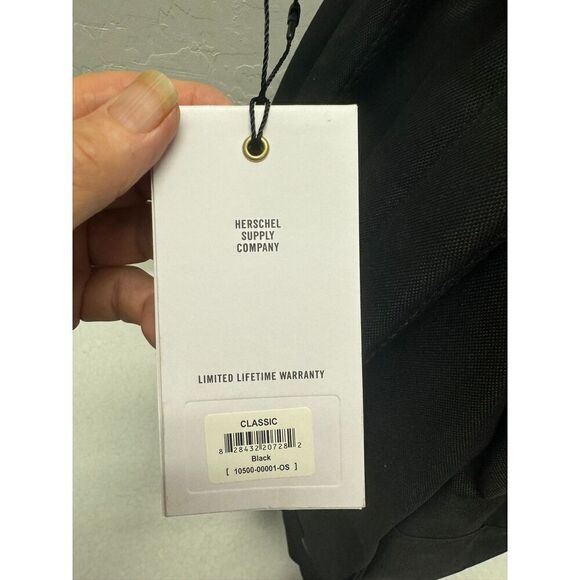 HERSCHEL
SUPPLY
COMPANY
LIMITED LIFETIME WARRANTY
CLASSIC
8 28432 20728 2
Black
[ 10500-00001-OS ]